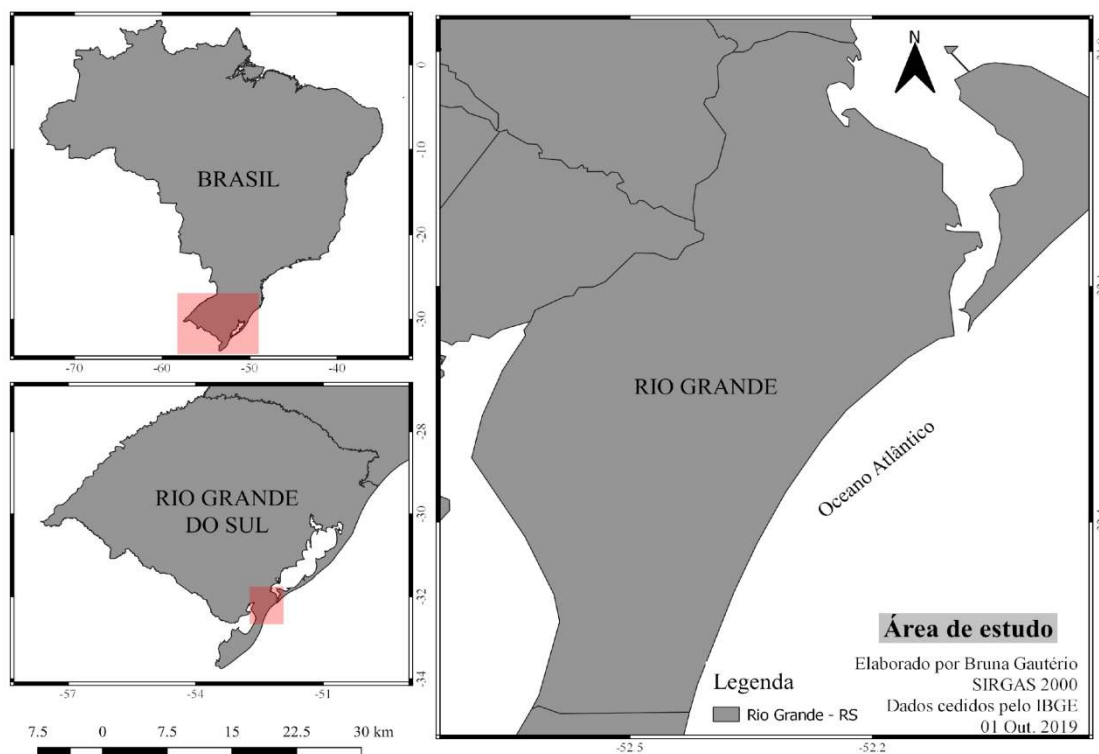 BRASIL
0
-10
-20
-30
-70
-60
-50
-40
RIO GRANDE
DO SUL
-28
-30
-32
-34
-57
-54
-51
7.5 0 7.5 15 22.5 30 km
N
RIO GRANDE
Oceano Atlântico
Área de estudo
Elaborado por Bruna Gautério
SIRGAS 2000
Dados cedidos pelo IBGE
01 Out. 2019
Legenda
Rio Grande - RS
-52.5
-52.2